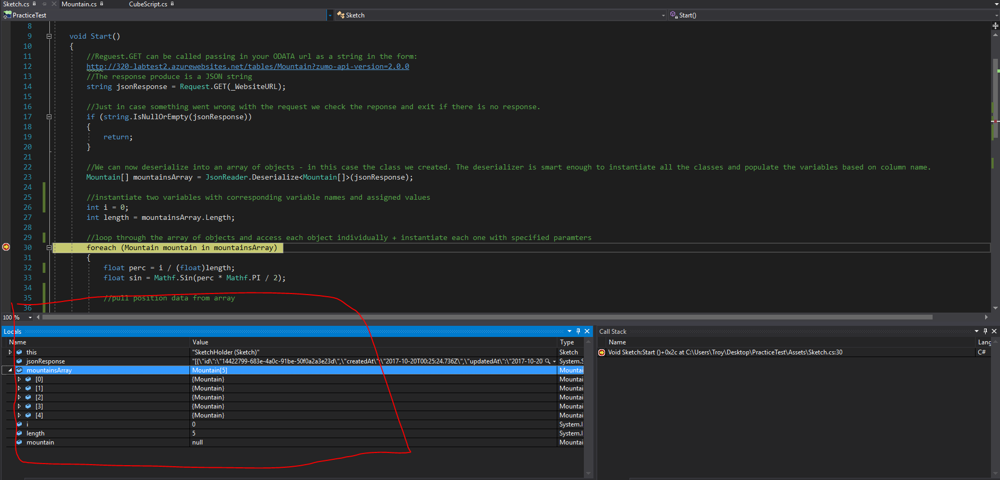 Sketch.cs Mountain.cs CubeScript.cs
PracticeTest Sketch Start()
8
9 void Start()
10 {
11 //Reguest.GET can be called passing in your ODATA url as a string in the form:
12 http://320-labtest2.azurewebsites.net/tables/Mountain?zumo-api-version=2.0.0
13 //The response produce is a JSON string
14 string jsonResponse = Request.GET(_WebsiteURL);
15
16 //Just in case something went wrong with the request we check the reponse and exit if there is no response.
17 if (string.IsNullOrEmpty(jsonResponse))
18 {
19 return;
20 }
21
22 //We can now deserialize into an array of objects - in this case the class we created. The deserializer is smart enough to instantiate all the classes and populate the variables based on column name.
23 Mountain[] mountainsArray = JsonReader.Deserialize<Mountain[]>(jsonResponse);
24
25 //instantiate two variables with corresponding variable names and assigned values
26 int i = 0;
27 int length = mountainsArray.Length;
28
29 //loop through the array of objects and access each object individually + instantiate each one with specified paramters
30 foreach (Mountain mountain in mountainsArray)
31 {
32 float perc = i / (float)length;
33 float sin = Mathf.Sin(perc * Mathf.PI / 2);
34
35 //pull position data from array
36
100 %
Locals
Name Value Type
this "SketchHolder (Sketch)" Sketch
jsonResponse "[{\"id\":\"14422799-683e-4a0c-91be-50f0a2a3e23d\",\"createdAt\":\"2017-10-20T00:25:24.736Z\",\"updatedAt\":\"2017-10-20 System.S
mountainsArray Mountain[5] Mountai
[0] {Mountain} Mountai
[1] {Mountain} Mountai
[2] {Mountain} Mountai
[3] {Mountain} Mountai
[4] {Mountain} Mountai
i 0 System.I
length 5 System.I
mountain null Mountai
Call Stack
Name Lang
Void Sketch:Start ()+0x2c at C:\Users\Troy\Desktop\PracticeTest\Assets\Sketch.cs:30 C#